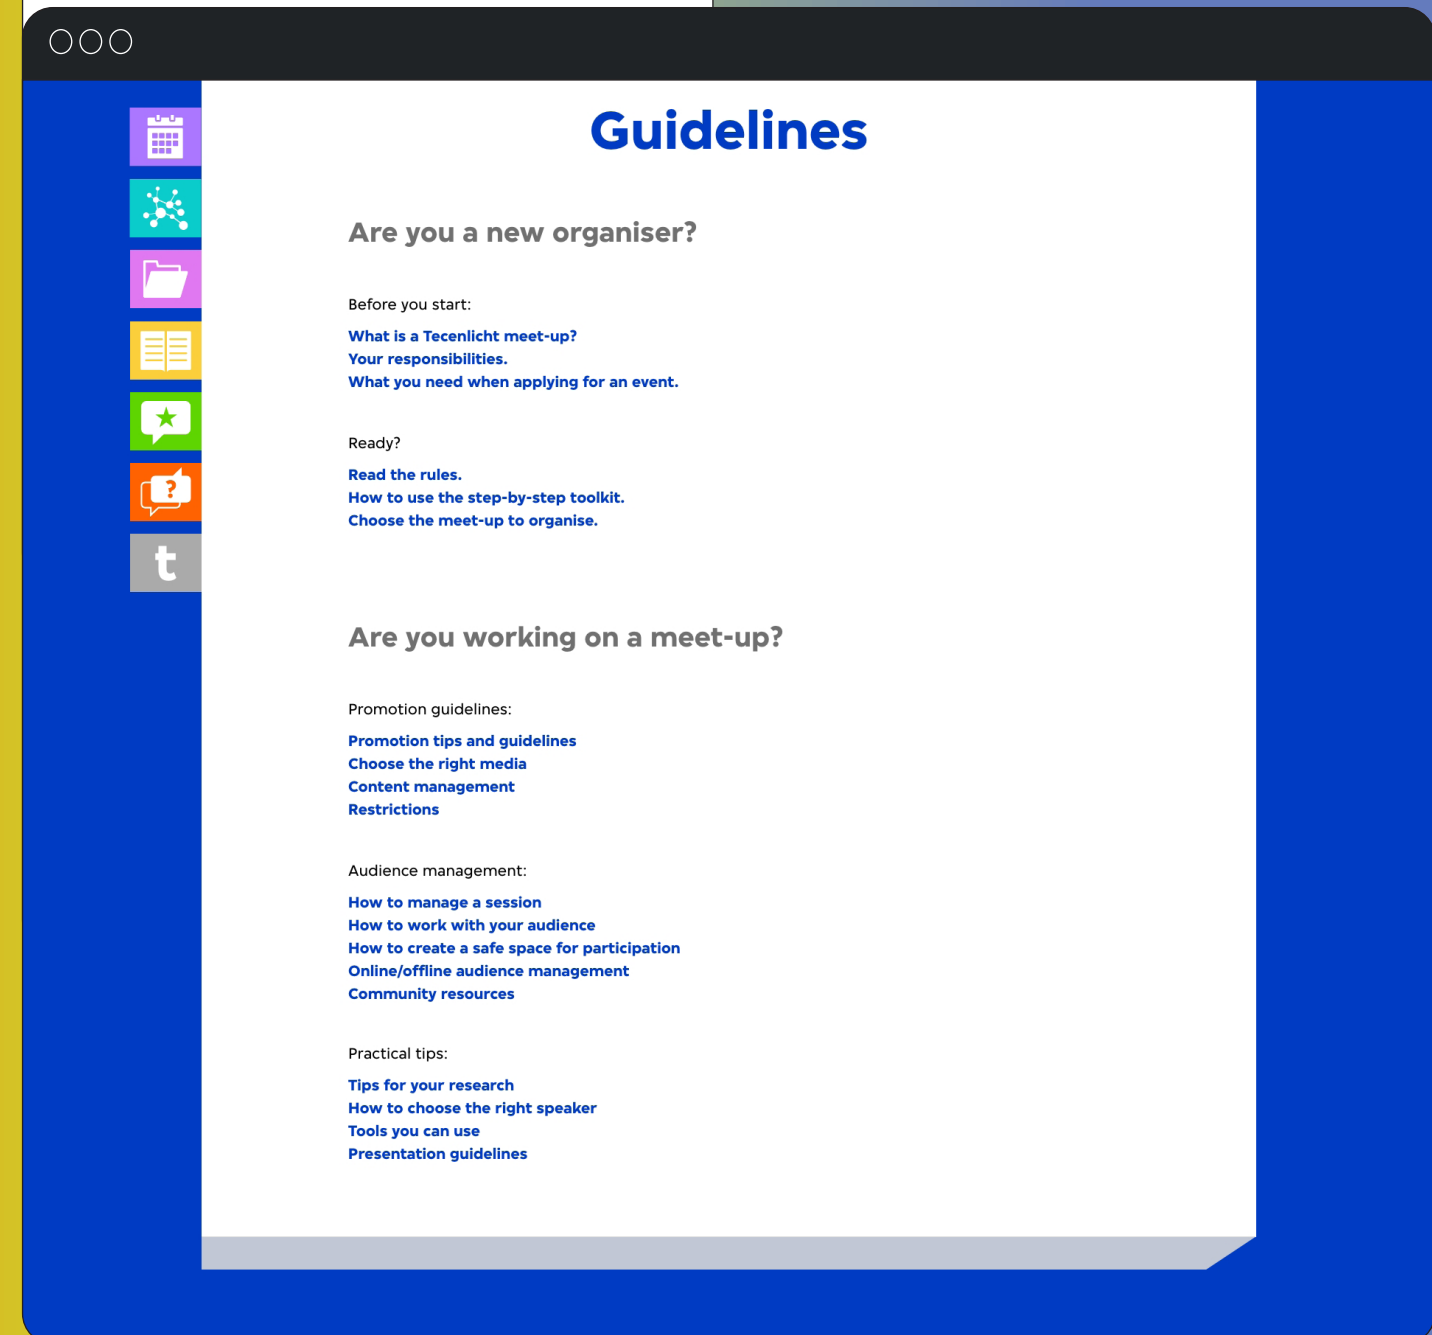 Guidelines
Are you a new organiser?
Before you start:
What is a Tecenlicht meet-up?
Your responsibilities.
What you need when applying for an event.
Ready?
Read the rules.
How to use the step-by-step toolkit.
Choose the meet-up to organise.
Are you working on a meet-up?
Promotion guidelines:
Promotion tips and guidelines
Choose the right media
Content management
Restrictions
Audience management:
How to manage a session
How to work with your audience
How to create a safe space for participation
Online/offline audience management
Community resources
Practical tips:
Tips for your research
How to choose the right speaker
Tools you can use
Presentation guidelines
?
t